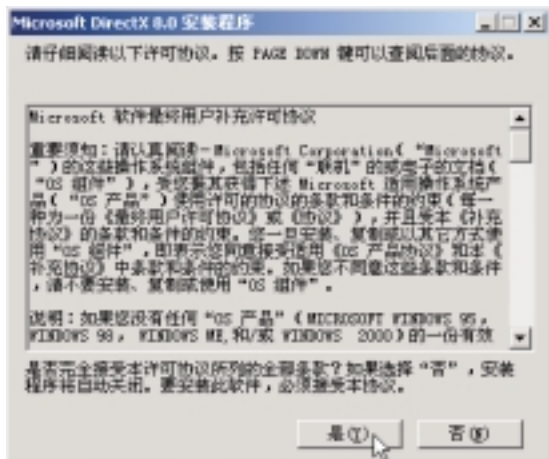 Microsoft DirectX 8.0 安装程序
请仔细阅读以下许可协议。按 PAGE DOWN 键可以查阅后面的协议。
Microsoft 软件最终用户补充许可协议
重要须知：请认真阅读－Microsoft Corporation（ “Microsoft
” ）的这些操作系统组件，包括任何 “联机” 的或电子的文档（
“OS 组件” ），受您要其获得下述 Microsoft 适用操作系统产
品（ “OS 产品” ）使用许可的协议的条款和条件的约束（ 每一
种为一份《最终用户许可协议》或《协议》），并且受本《补充
协议》的条款和条件的约束。您一旦安装、复制或以其它方式使
用 “OS 组件” ，即表示您同意接受适用《OS 产品协议》和本《
补充协议》中条款和条件的约束。如果您不同意这些条款和条件
，请不要安装、复制或使用 “OS 组件” 。
说明：如果您没有任何 “OS 产品” （ MICROSOFT WINDOWS 95，
WINDOWS 98， WINDOWS ME,和/或 WINDOWS 2000）的一份有效
是否完全接受本许可协议所列的全部条款？如果选择 “否” ，安装
程序将自动关闭。要安装此软件，必须接受本协议。
是(Y)
否(N)